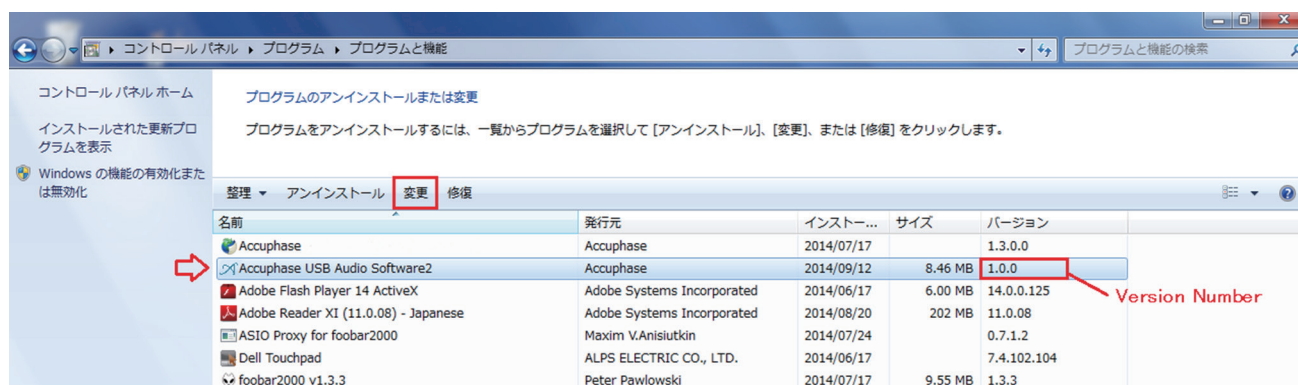 コントロール パネル ▸ プログラム ▸ プログラムと機能
プログラムと機能の検索
コントロール パネル ホーム
インストールされた更新プロ
グラムを表示
Windows の機能の有効化また
は無効化
プログラムのアンインストールまたは変更
プログラムをアンインストールするには、一覧からプログラムを選択して [アンインストール]、[変更]、または [修復] をクリックします。
整理 アンインストール 変更 修復
名前 発行元 インストー... サイズ バージョン
Accuphase Accuphase 2014/07/17 1.3.0.0
Accuphase USB Audio Software2 Accuphase 2014/09/12 8.46 MB 1.0.0
Adobe Flash Player 14 ActiveX Adobe Systems Incorporated 2014/06/17 6.00 MB 14.0.0.125
Version Number
Adobe Reader XI (11.0.08) - Japanese Adobe Systems Incorporated 2014/08/20 202 MB 11.0.08
ASIO Proxy for foobar2000 Maxim V.Anisiutkin 2014/07/24 0.7.1.2
Dell Touchpad ALPS ELECTRIC CO., LTD. 2014/06/17 7.4.102.104
foobar2000 v1.3.3 Peter Pawlowski 2014/07/17 9.55 MB 1.3.3